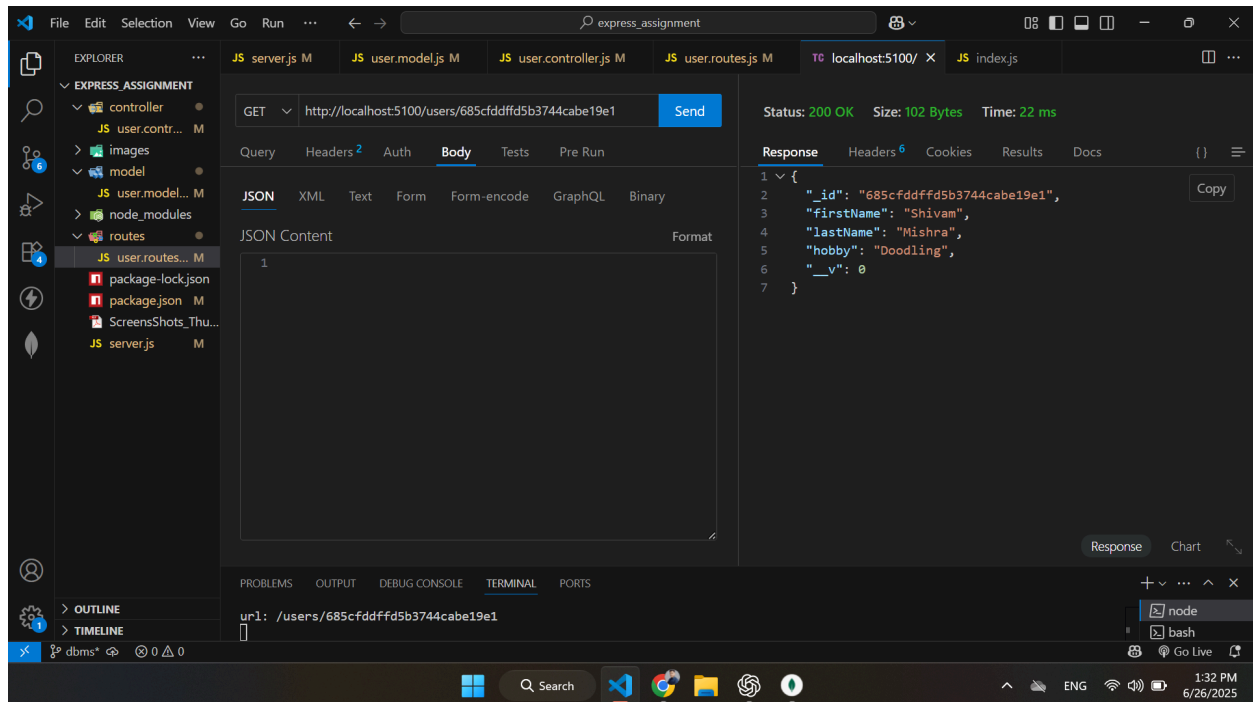 File Edit Selection View Go Run ··· express_assignment
EXPLORER ···
EXPRESS_ASSIGNMENT
controller
JS user.contr... M
images
model
JS user.model... M
node_modules
routes
JS user.routes... M
package-lock.json
package.json M
ScreensShots_Thu...
JS server.js M
OUTLINE
TIMELINE
JS server.js M JS user.model.js M JS user.controller.js M JS user.routes.js M TC localhost:5100/ JS index.js
GET http://localhost:5100/users/685cfddffd5b3744cabe19e1 Send
Query Headers 2 Auth Body Tests Pre Run
JSON XML Text Form Form-encode GraphQL Binary
JSON Content Format
1
Status: 200 OK Size: 102 Bytes Time: 22 ms
Response Headers 6 Cookies Results Docs { }
Copy
1 {
2 "_id": "685cfddffd5b3744cabe19e1",
3 "firstName": "Shivam",
4 "lastName": "Mishra",
5 "hobby": "Doodling",
6 "__v": 0
7 }
Response Chart
PROBLEMS OUTPUT DEBUG CONSOLE TERMINAL PORTS
url: /users/685cfddffd5b3744cabe19e1
node
bash
6
4
1
dbms* 0 0 Go Live
Search ENG 1:32 PM
6/26/2025